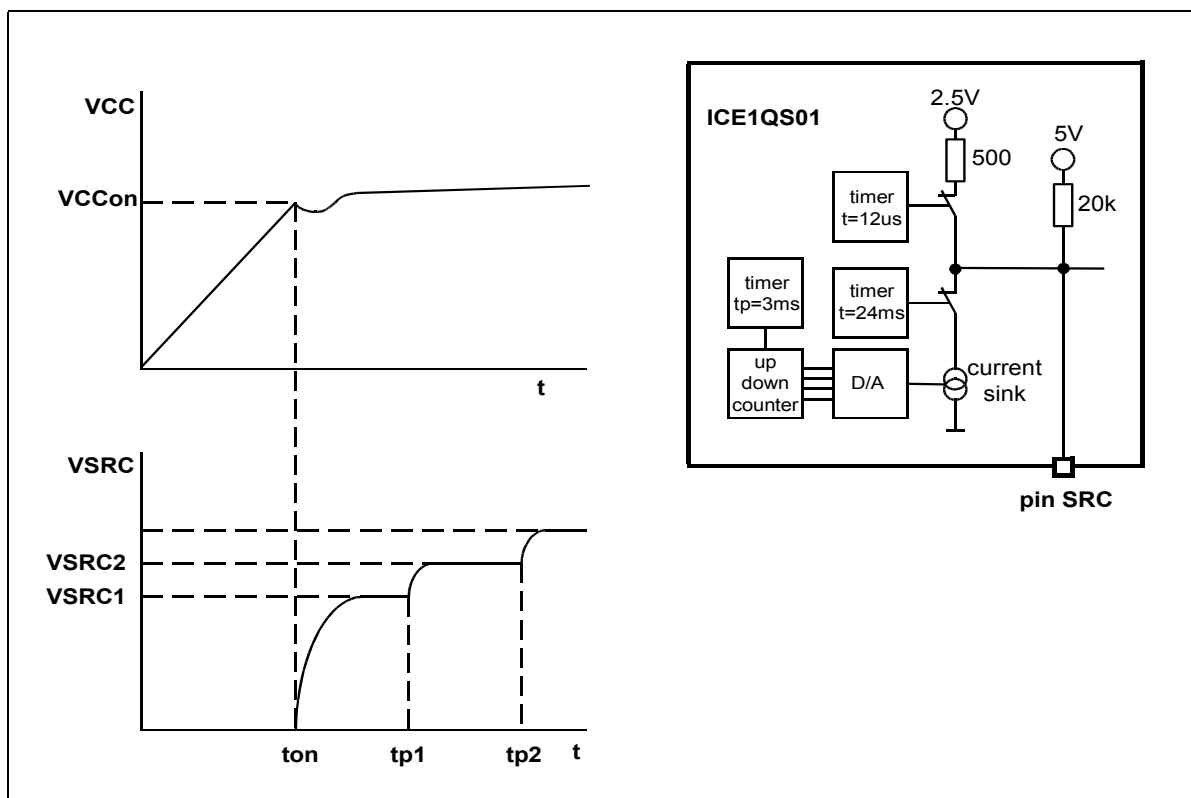 VCC
VCCon
t
VSRC
VSRC2
VSRC1
ton
tp1
tp2
t
ICE1QS01
2.5V
500
5V
20k
timer
t=12us
timer
tp=3ms
timer
t=24ms
up
down
counter
D/A
current
sink
pin SRC